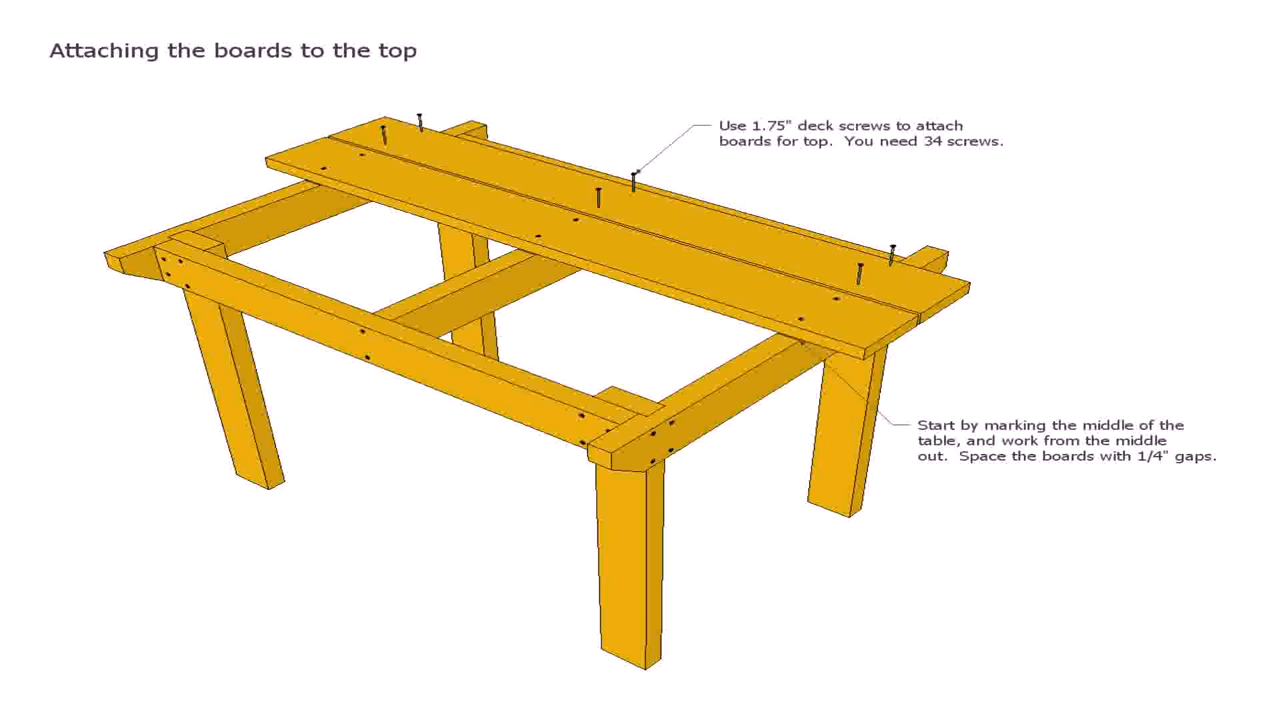 Attaching the boards to the top
Use 1.75" deck screws to attach
boards for top.  You need 34 screws.
Start by marking the middle of the
table, and work from the middle
out.  Space the boards with 1/4" gaps.